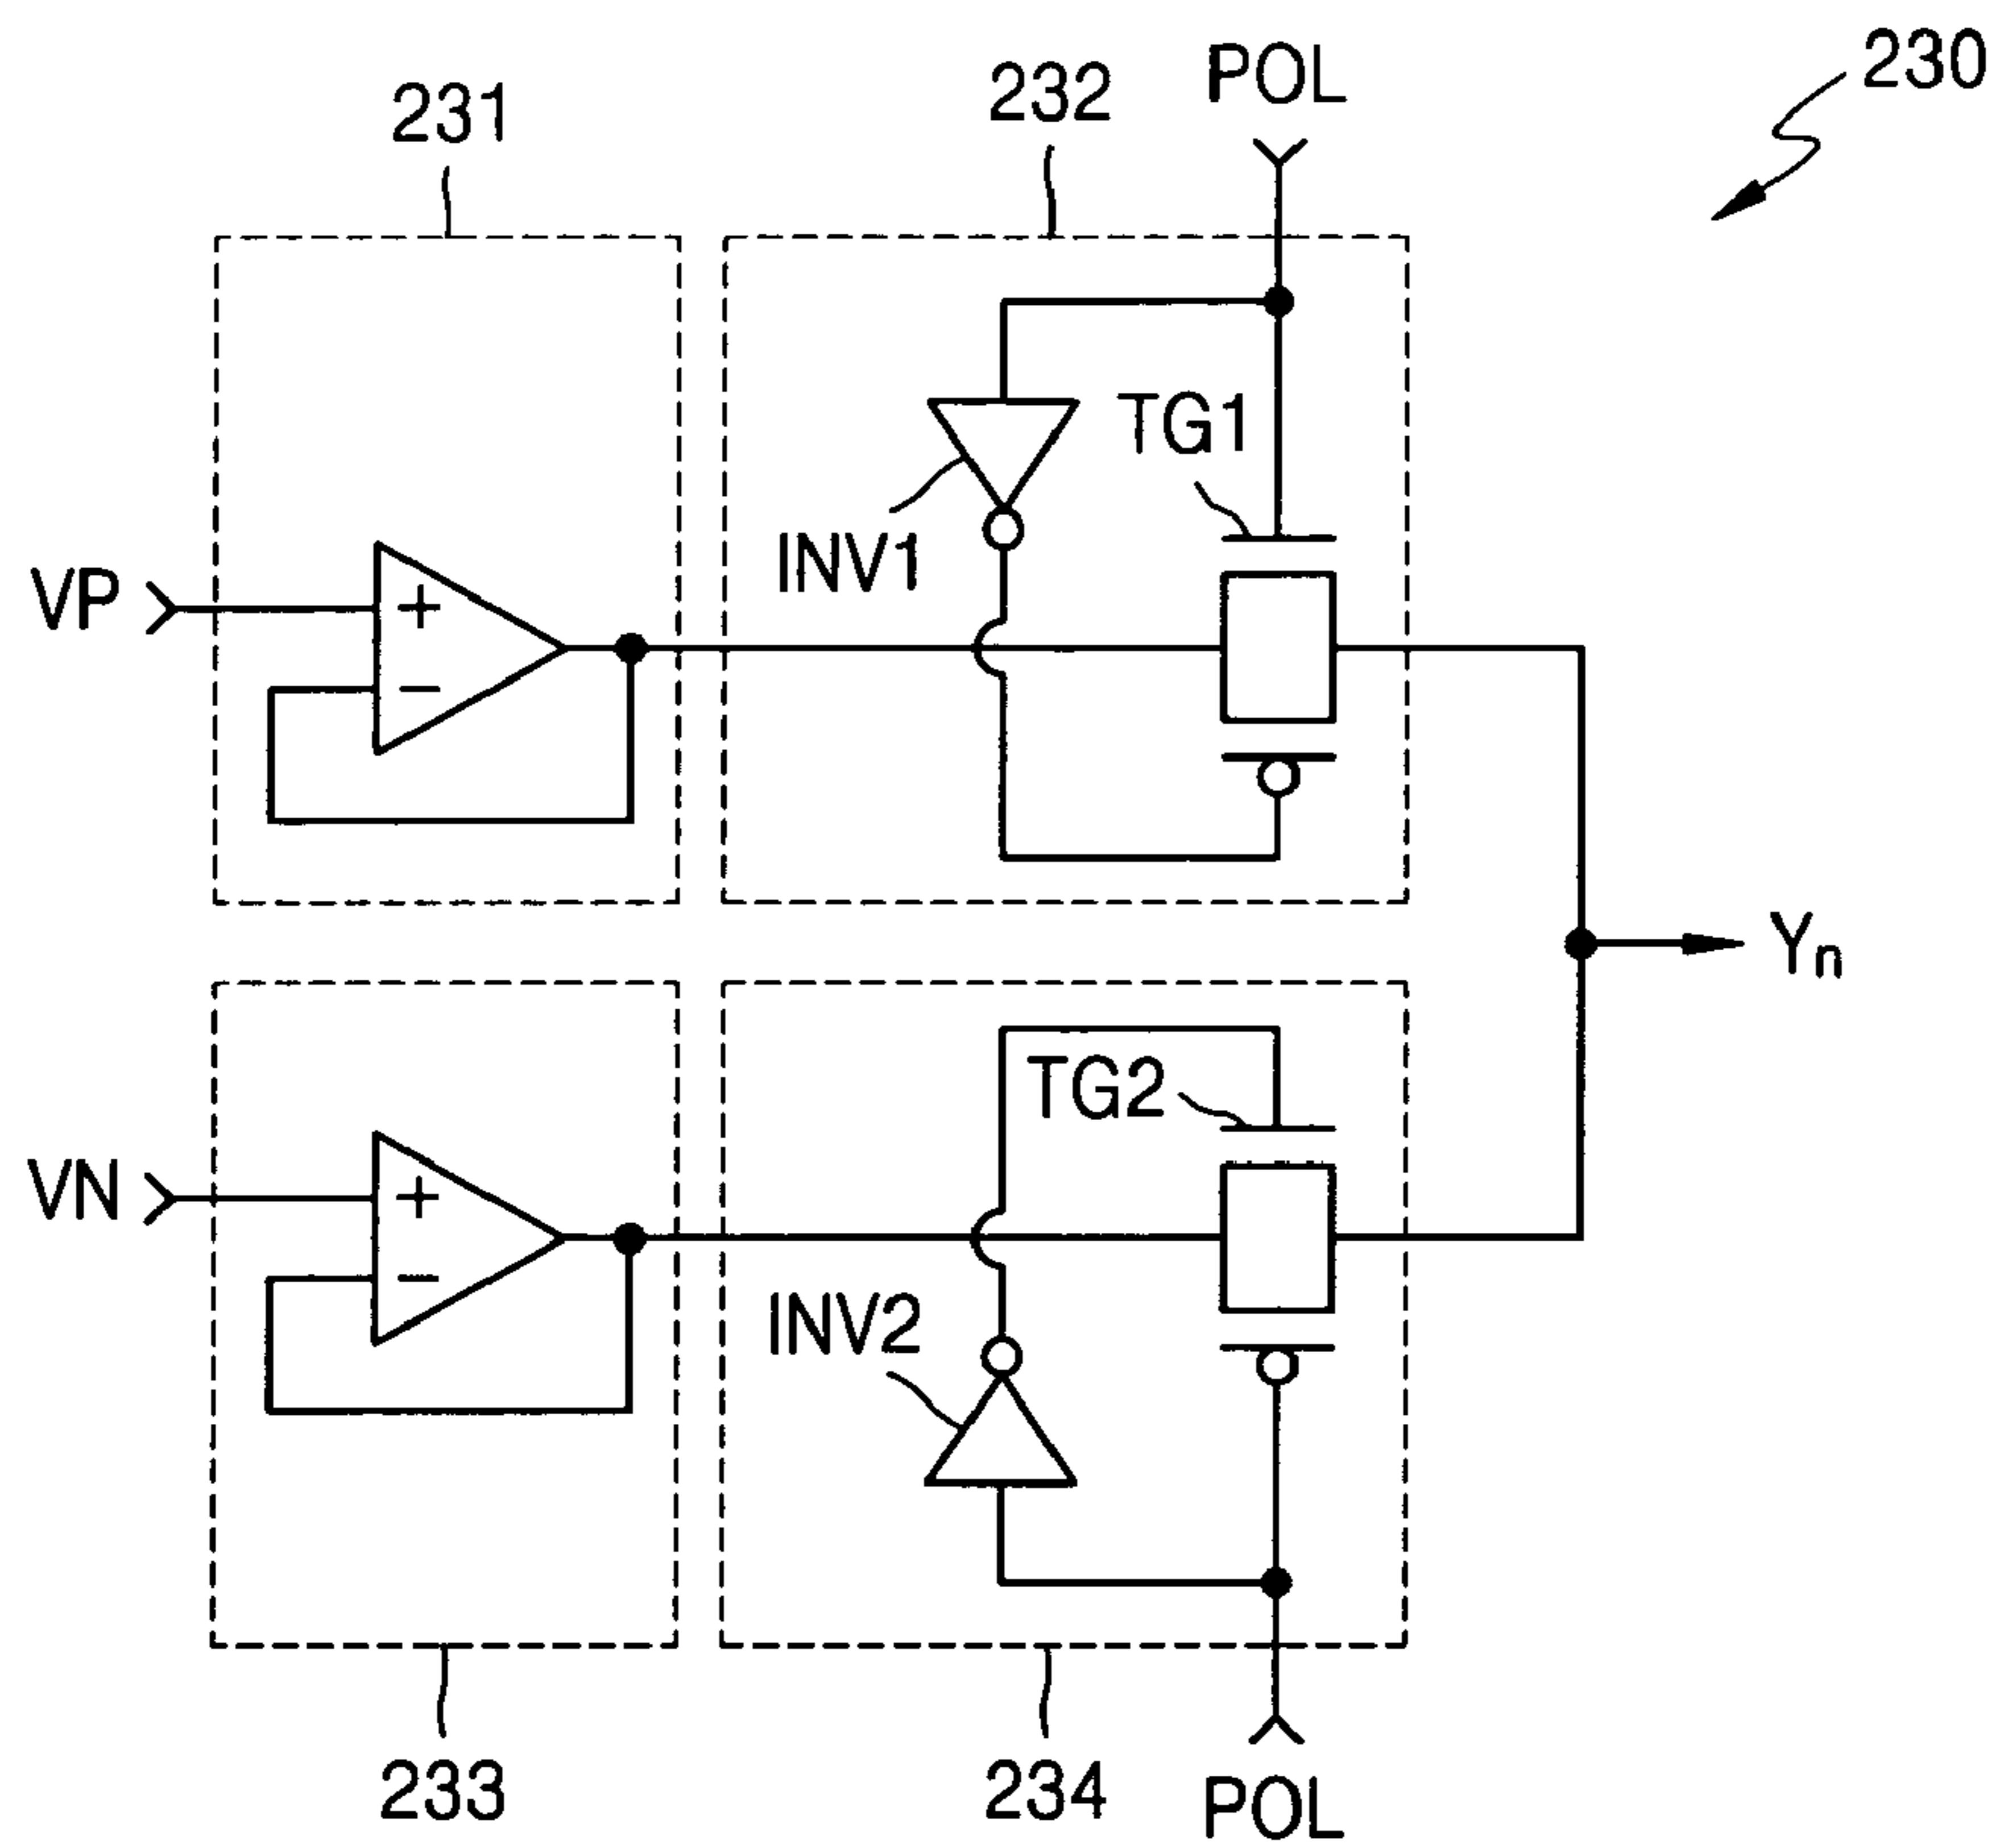 230
POL
232
231
TG1
INV1
VP
+
−
Yn
TG2
VN
+
−
INV2
233
234
POL